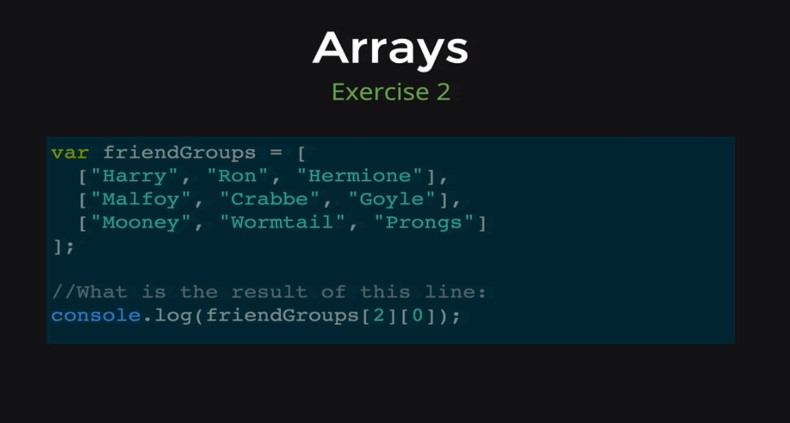 Arrays
Exercise 2
var friendGroups = [
["Harry", "Ron", "Hermione"],
["Malfoy", "Crabbe", "Goyle"],
["Mooney", "Wormtail", "Prongs"]
];
//What is the result of this line:
console.log(friendGroups[2][0]);